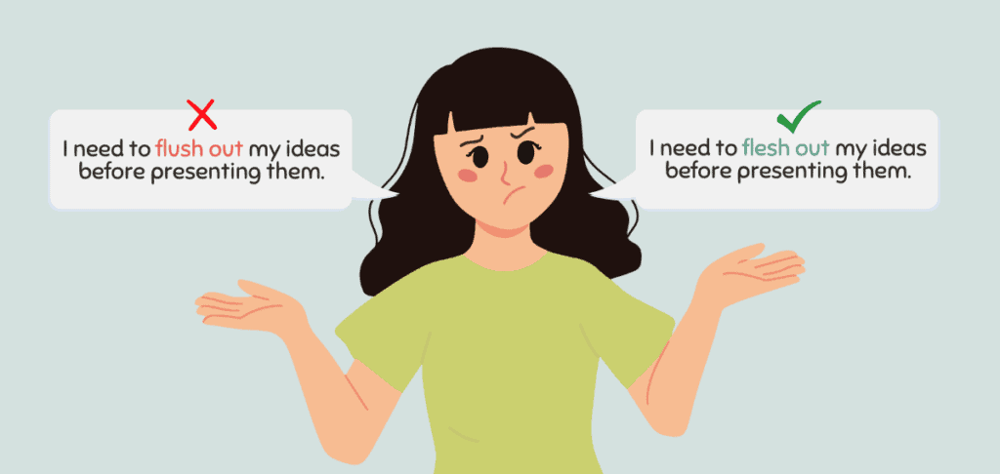 I need to flush out my ideas
before presenting them.
I need to flesh out my ideas
before presenting them.